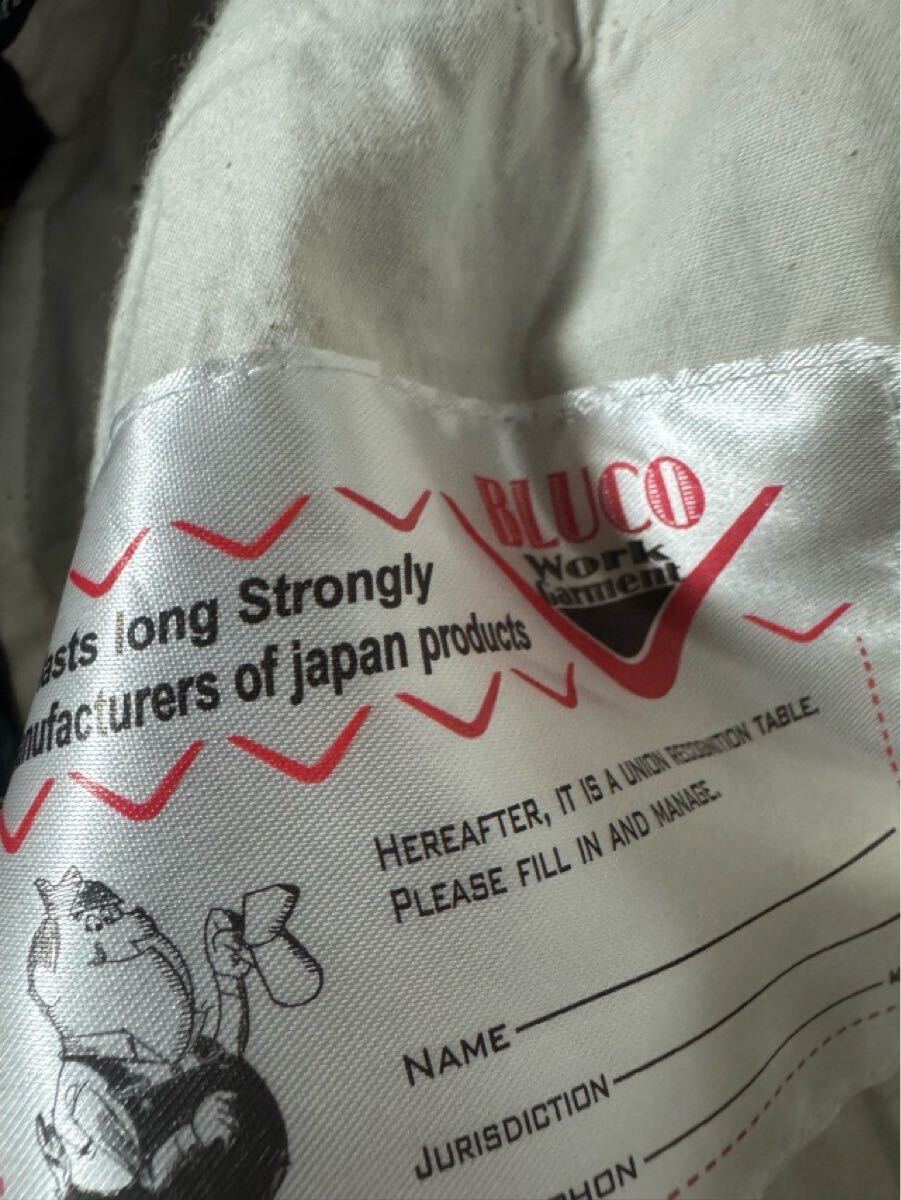 BLUCO
Work
Garment
asts long Strongly
nufacturers of japan products
HEREAFTER, IT IS A UNION RECOGNITION TABLE.
PLEASE FILL IN AND MANAGE.
NAME
JURISDICTION
PHON